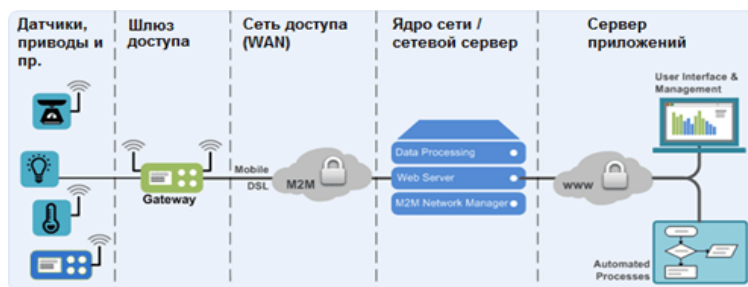 Датчики,
приводы и
пр.
Шлюз
доступа
Сеть доступа
(WAN)
Ядро сети /
сетевой сервер
Сервер
приложений
User Interface &
Management
Data Processing
Mobile
DSL
M2M
Web Server
www
Gateway
M2M Network Manager
Automated
Processes